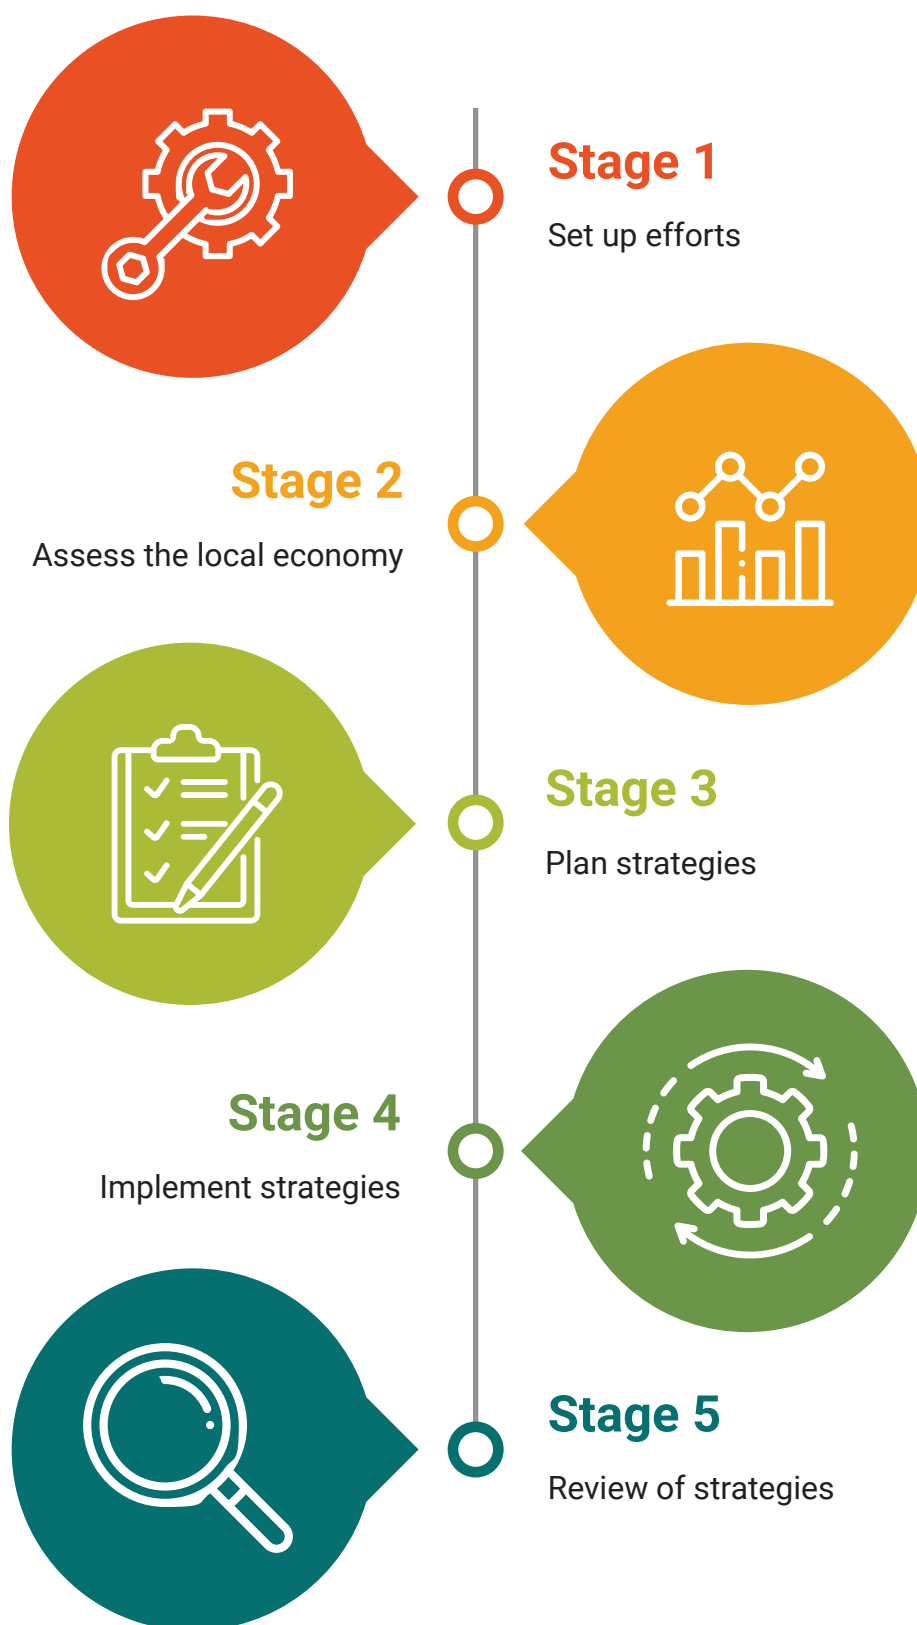 Stage 1
Set up efforts
Stage 2
Assess the local economy
Stage 3
Plan strategies
Stage 4
Implement strategies
Stage 5
Review of strategies